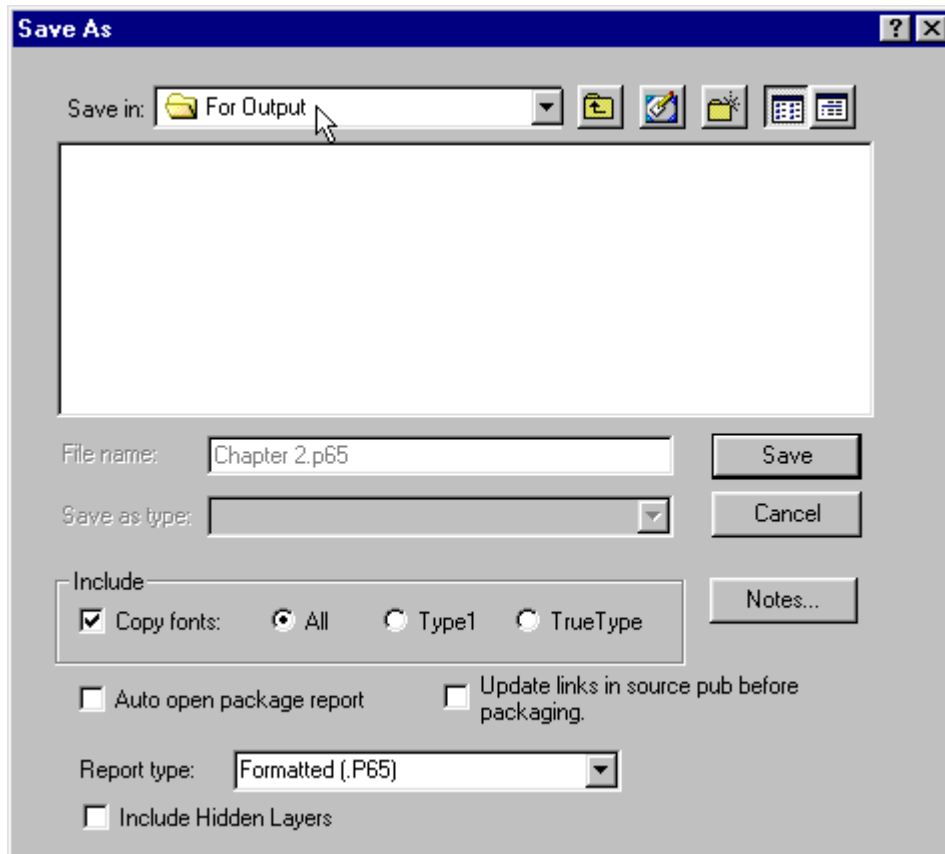 Save As
Save in: For Output
File name: Chapter 2.p65
Save
Save as type:
Cancel
Include
Copy fonts: All Type1 TrueType
Notes...
Auto open package report
Update links in source pub before
packaging.
Report type: Formatted (.P65)
Include Hidden Layers